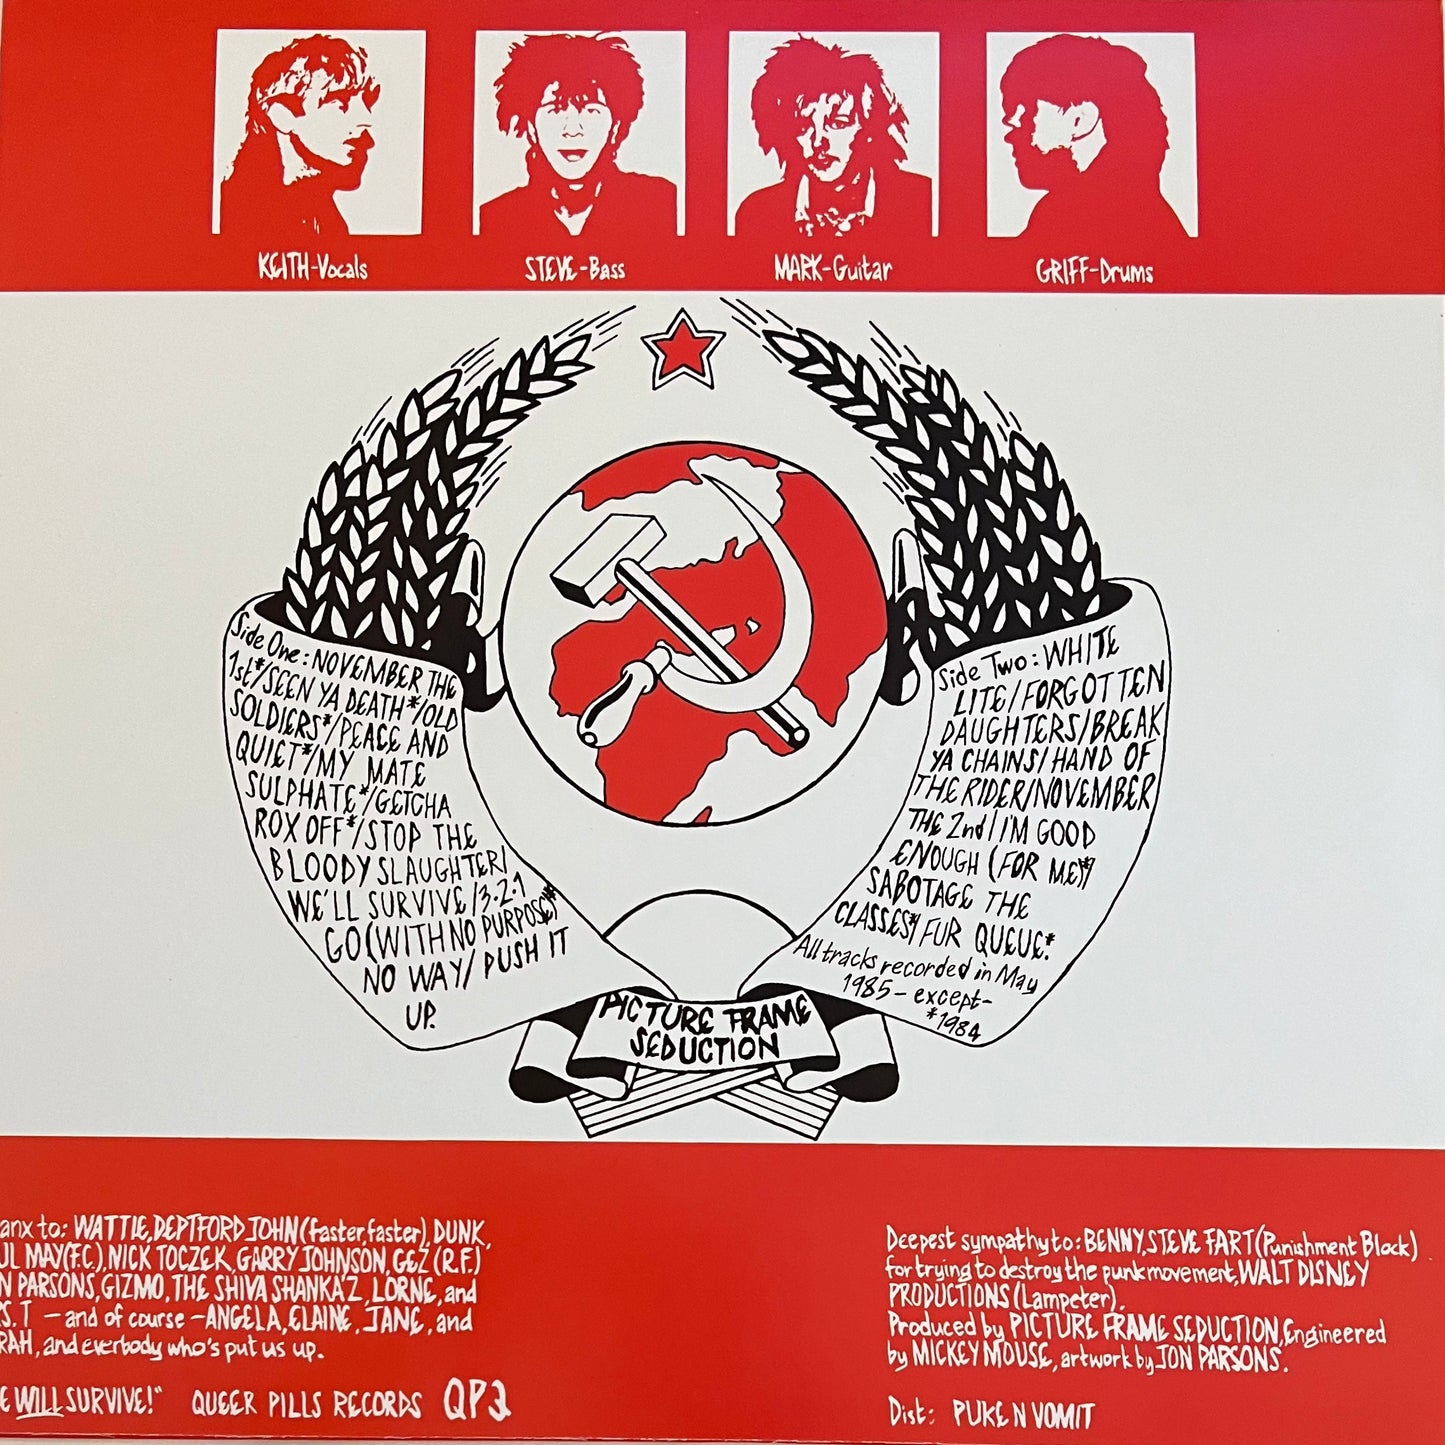 KEITH-Vocals
STEVE-Bass
MARK-Guitar
GRIFF-Drums
Side One: NOVEMBER THE
1st*/SEEN YA DEATH*/OLD
SOLDIERS*/PEACE AND
QUIET*/MY MATE
SULPHATE*/GETCHA
ROX OFF*/STOP THE
BLOODY SLAUGHTER/
WE'LL SURVIVE/3.2.1
GO(WITH NO PURPOSE)*/
NO WAY/PUSH IT
UP.
Side Two: WHITE
LITE/FORGOTTEN
DAUGHTERS/BREAK
YA CHAINS/HAND OF
THE RIDER/NOVEMBER
THE 2nd/I'M GOOD
ENOUGH (FOR ME)*/
SABOTAGE THE
CLASSES*/FUR QUEUE*.
All tracks recorded in May
1985-except-
*1984
PICTURE FRAME
SEDUCTION
anx to: WATTIE, DEPTFORD JOHN (faster, faster), DUNK,
UL MAY(F.C.), NICK TOCZEK, GARRY JOHNSON, GEZ (R.F.)
N PARSONS, GIZMO, THE SHIVA SHANKA'Z, LORNE, and
S.T - and of course - ANGELA, ELAINE, JANE, and
RAH, and everbody who's put us up.
E WILL SURVIVE!" QUEER PILLS RECORDS QP2
Deepest sympathy to: BENNY, STEVE FART (Punishment Block)
for trying to destroy the punk movement, WALT DISNEY
PRODUCTIONS (Lampeter).
Produced by PICTURE FRAME SEDUCTION, Engineered
by MICKEY MOUSE, artwork by JON PARSONS.
Dist: PUKE N VOMIT